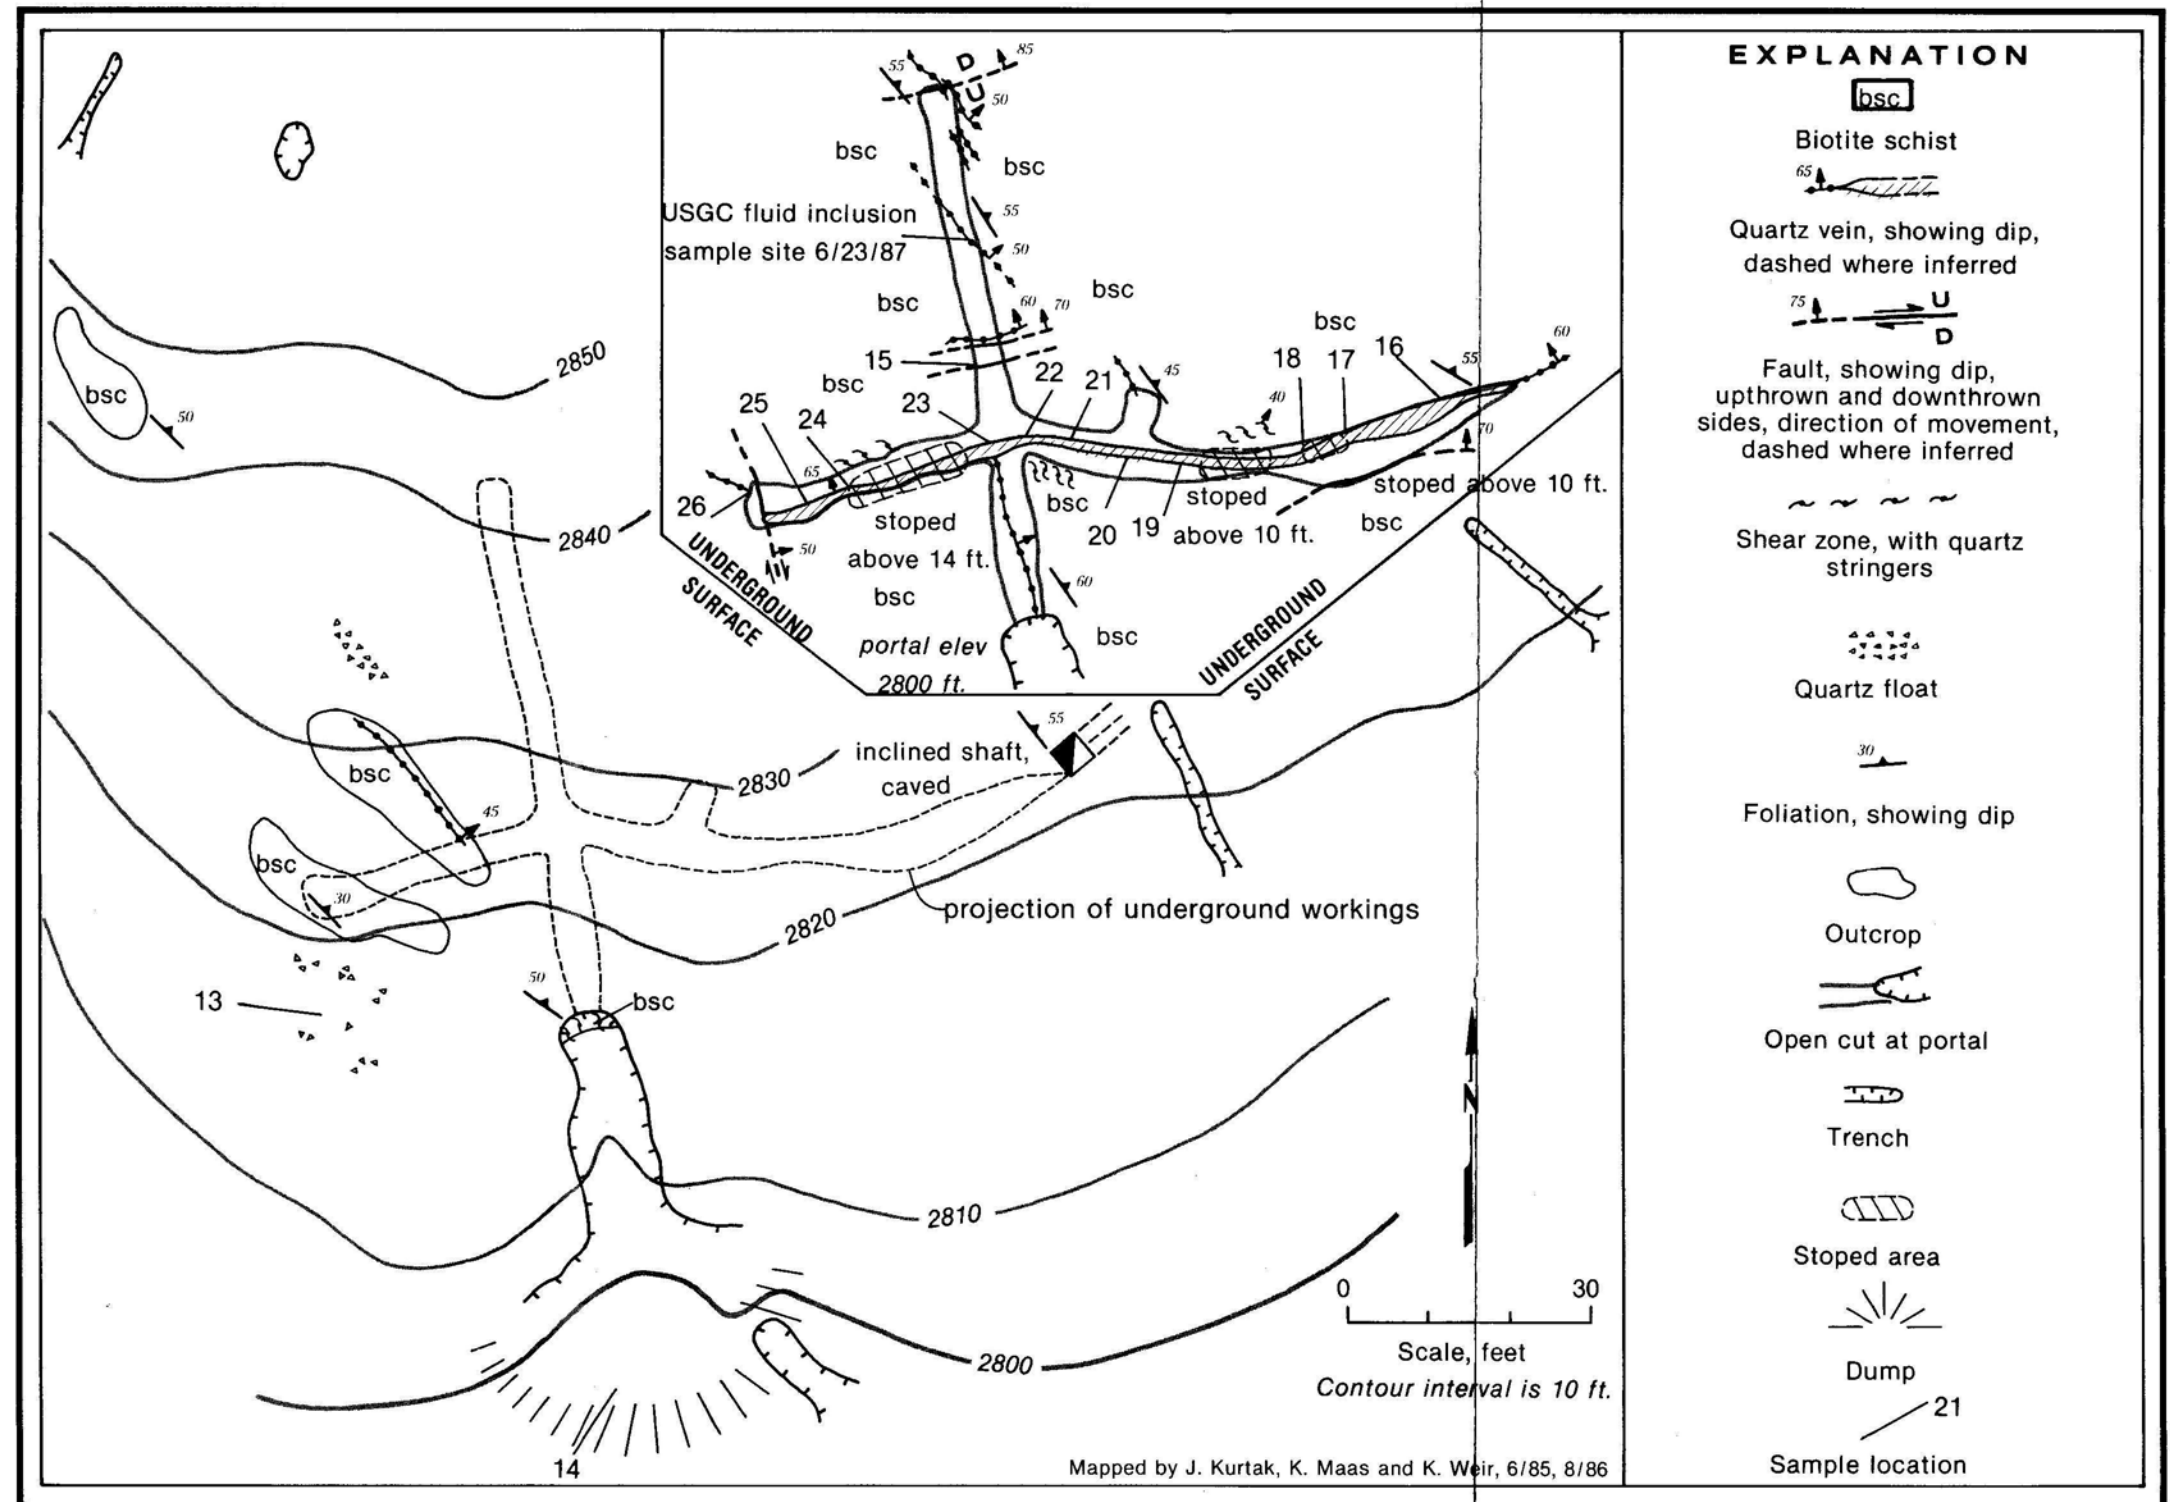 85
55
D
U
50
bsc
bsc
USGC fluid inclusion
sample site 6/23/87
55
50
bsc
bsc
60
70
15
bsc
22
21
45
23
25
24
40
18
17
bsc
16
55
60
70
65
26
50
stoped
above 14 ft.
bsc
20
19
stoped
above 10 ft.
stoped above 10 ft.
bsc
bsc
60
bsc
portal elev
2800 ft.
UNDERGROUND
SURFACE
UNDERGROUND
SURFACE
2850
bsc
50
2840
bsc
45
2830
inclined shaft,
caved
55
bsc
30
2820
projection of underground workings
13
50
bsc
2810
N
0 30
Scale, feet
Contour interval is 10 ft.
2800
14
Mapped by J. Kurtak, K. Maas and K. Weir, 6/85, 8/86
EXPLANATION
bsc
Biotite schist
65
Quartz vein, showing dip,
dashed where inferred
75
U
D
Fault, showing dip,
upthrown and downthrown
sides, direction of movement,
dashed where inferred
Shear zone, with quartz
stringers
Quartz float
30
Foliation, showing dip
Outcrop
Open cut at portal
Trench
Stoped area
Dump
21
Sample location